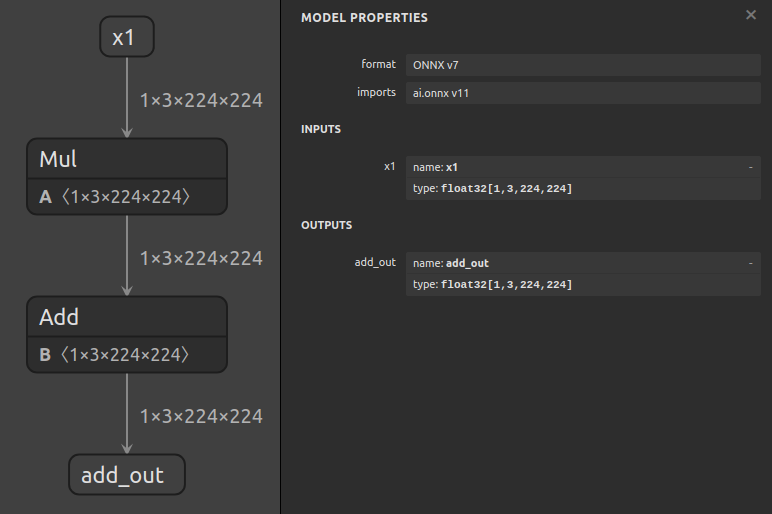 x1
1×3×224×224
Mul
A 〈1×3×224×224〉
1×3×224×224
Add
B 〈1×3×224×224〉
1×3×224×224
add_out
MODEL PROPERTIES
×
format ONNX v7
imports ai.onnx v11
INPUTS
x1 name: x1 -
type: float32[1,3,224,224]
OUTPUTS
add_out name: add_out -
type: float32[1,3,224,224]